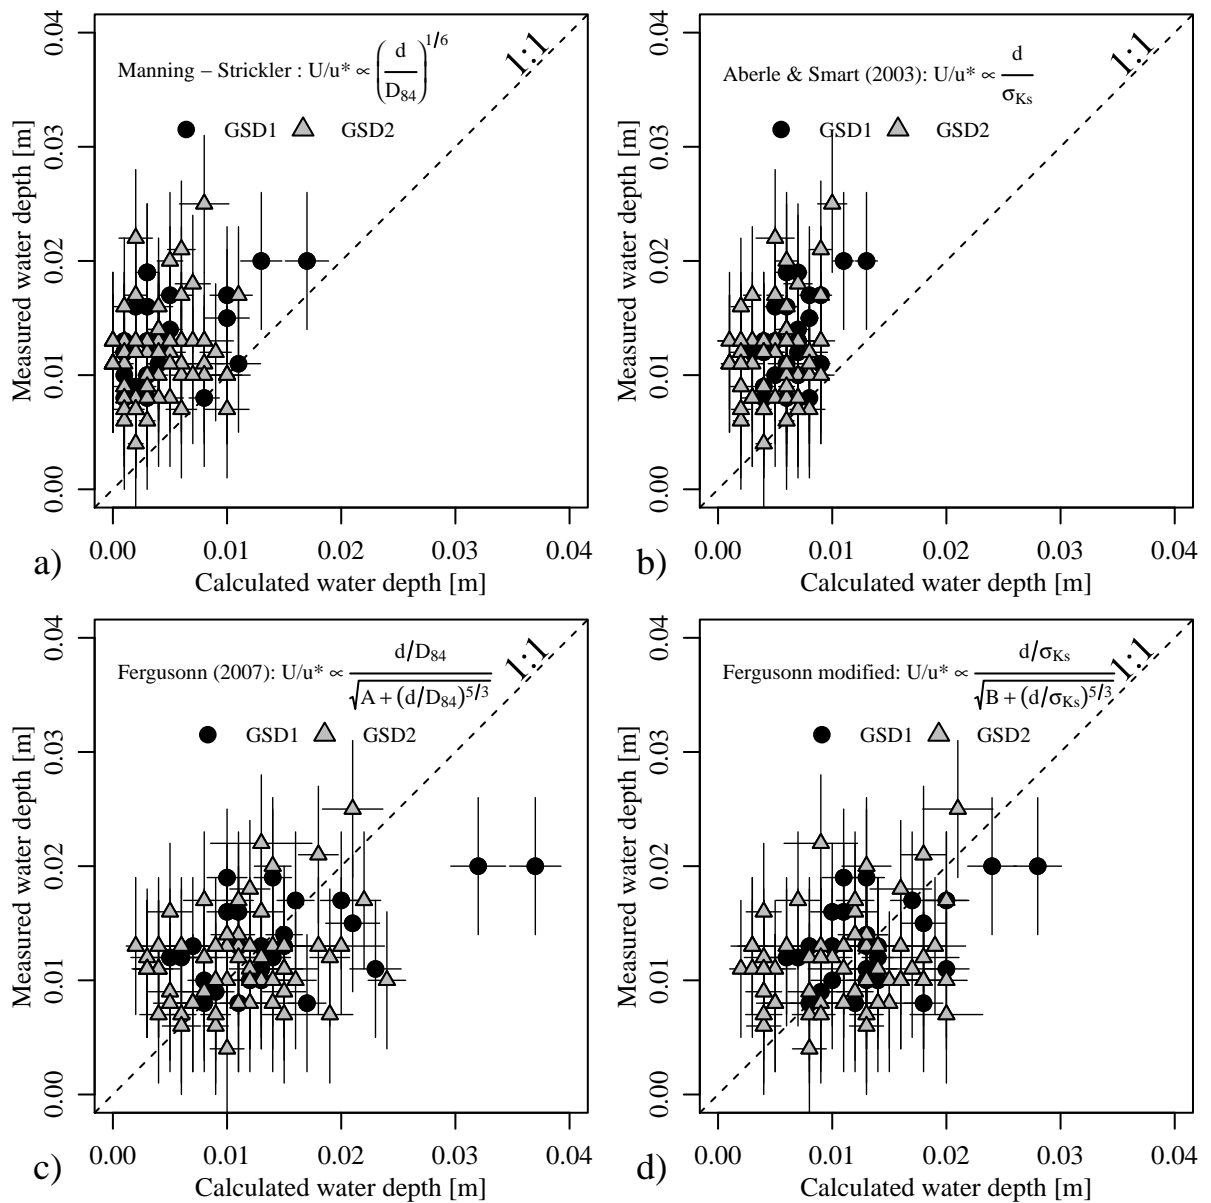 Manning – Strickler : U/u* ∝ (d/D84)^1/6
1:1
GSD1 GSD2
Measured water depth [m]
0.00 0.01 0.02 0.03 0.04
0.00 0.01 0.02 0.03 0.04
Calculated water depth [m]
a)
Aberle & Smart (2003): U/u* ∝ d/σKs
1:1
GSD1 GSD2
Measured water depth [m]
0.00 0.01 0.02 0.03 0.04
0.00 0.01 0.02 0.03 0.04
Calculated water depth [m]
b)
Fergusonn (2007): U/u* ∝ d/D84 / √(A + (d/D84)^5/3)
1:1
GSD1 GSD2
Measured water depth [m]
0.00 0.01 0.02 0.03 0.04
0.00 0.01 0.02 0.03 0.04
Calculated water depth [m]
c)
Fergusonn modified: U/u* ∝ d/σKs / √(B + (d/σKs)^5/3)
1:1
GSD1 GSD2
Measured water depth [m]
0.00 0.01 0.02 0.03 0.04
0.00 0.01 0.02 0.03 0.04
Calculated water depth [m]
d)